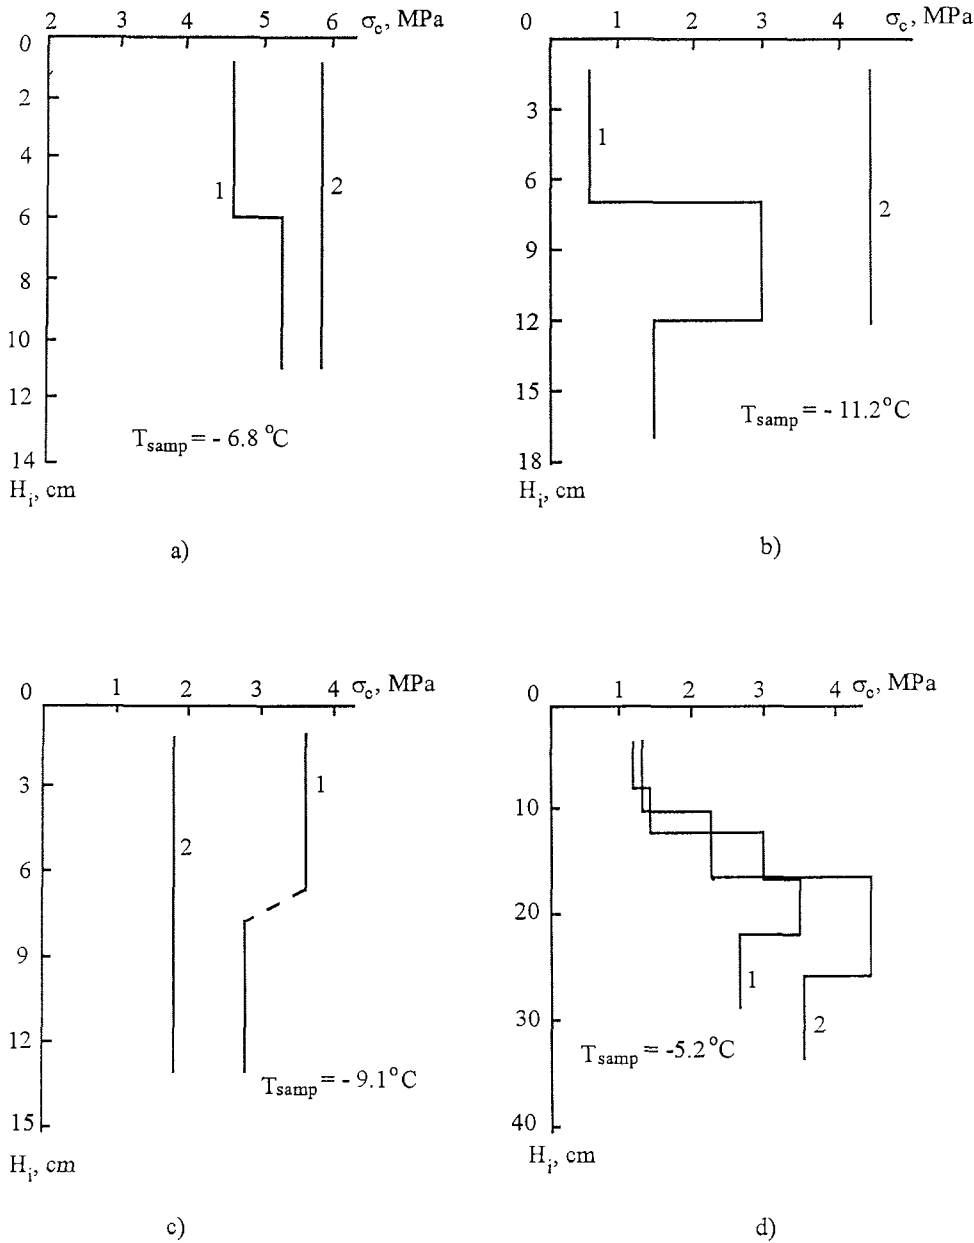 2 3 4 5 6 σc, MPa
0
2
4
6
8
10
12
14
1
2
Tsamp = - 6.8 °C
Hi, cm
a)
0 1 2 3 4 σc, MPa
3
6
9
12
15
18
1
2
Tsamp = - 11.2°C
Hi, cm
b)
0 1 2 3 4 σc, MPa
3
6
9
12
15
1
2
Tsamp = - 9.1°C
Hi, cm
c)
0 1 2 3 4 σc, MPa
10
20
30
40
1
2
Tsamp = -5.2°C
Hi, cm
d)